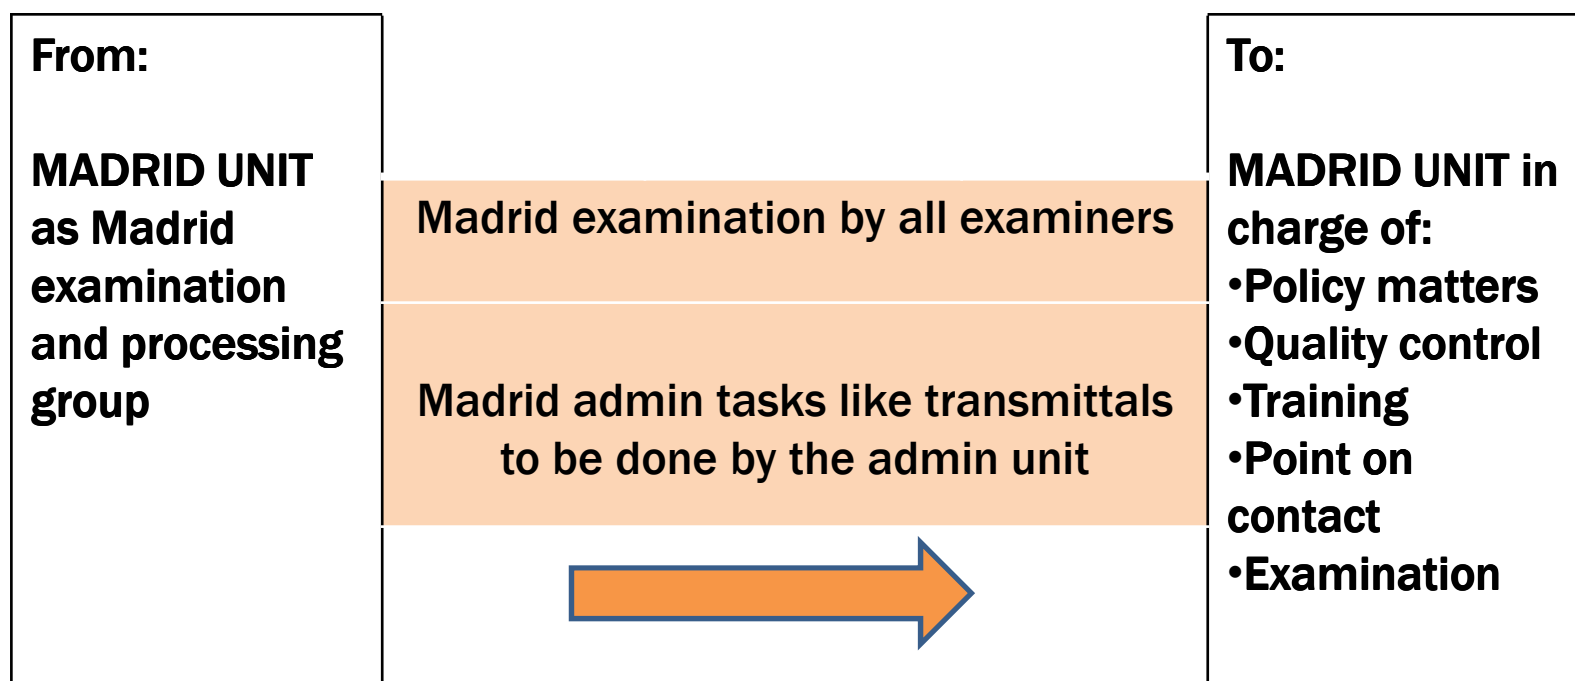 From:
MADRID UNIT
as Madrid
examination
and processing
group
Madrid examination by all examiners
Madrid admin tasks like transmittals
to be done by the admin unit
To:
MADRID UNIT in
charge of:
•Policy matters
•Quality control
•Training
•Point on
contact
•Examination